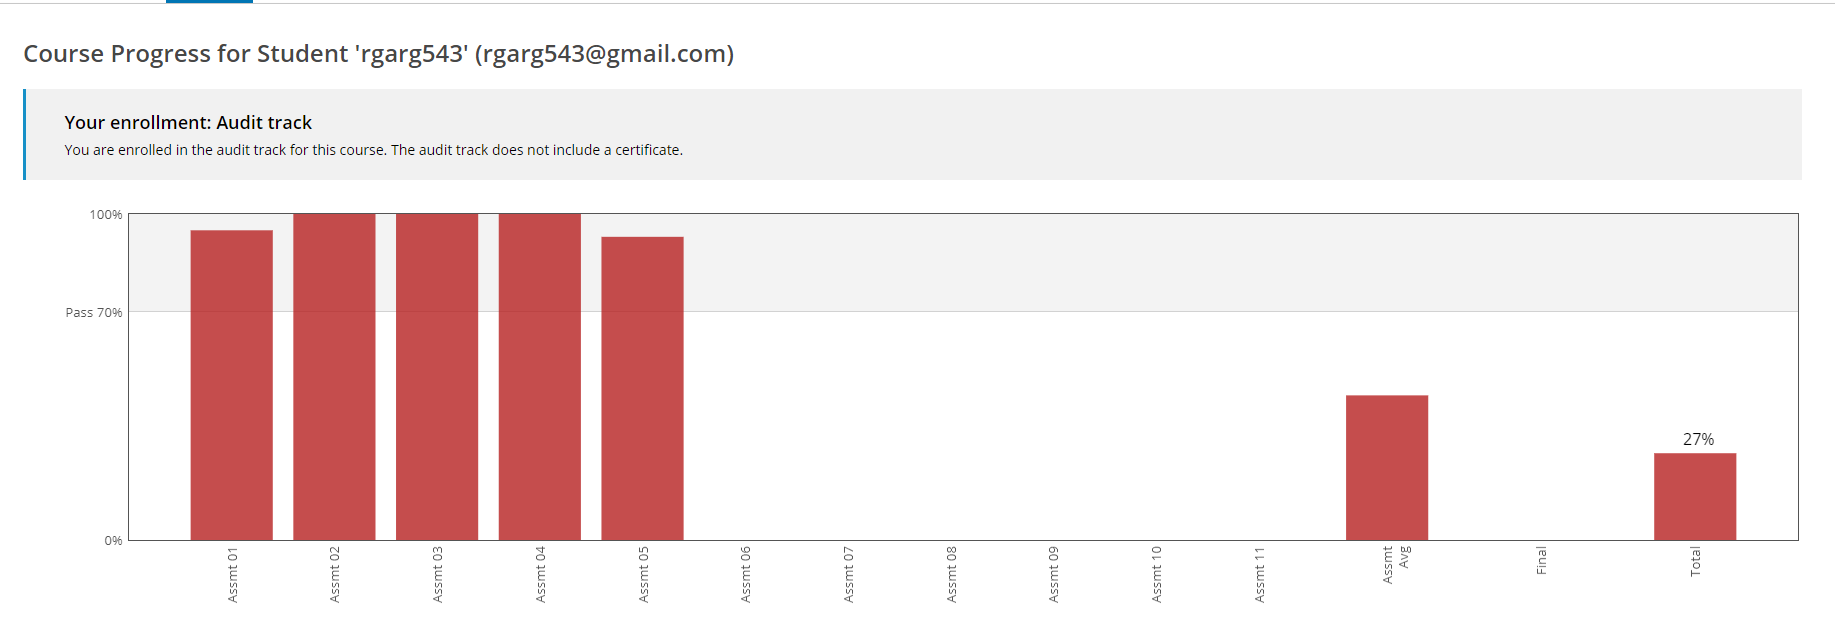 Course Progress for Student 'rgarg543' (rgarg543@gmail.com)
Your enrollment: Audit track
You are enrolled in the audit track for this course. The audit track does not include a certificate.
100%
Pass 70%
0%
27%
Assmt 01
Assmt 02
Assmt 03
Assmt 04
Assmt 05
Assmt 06
Assmt 07
Assmt 08
Assmt 09
Assmt 10
Assmt 11
Assmt
Avg
Final
Total